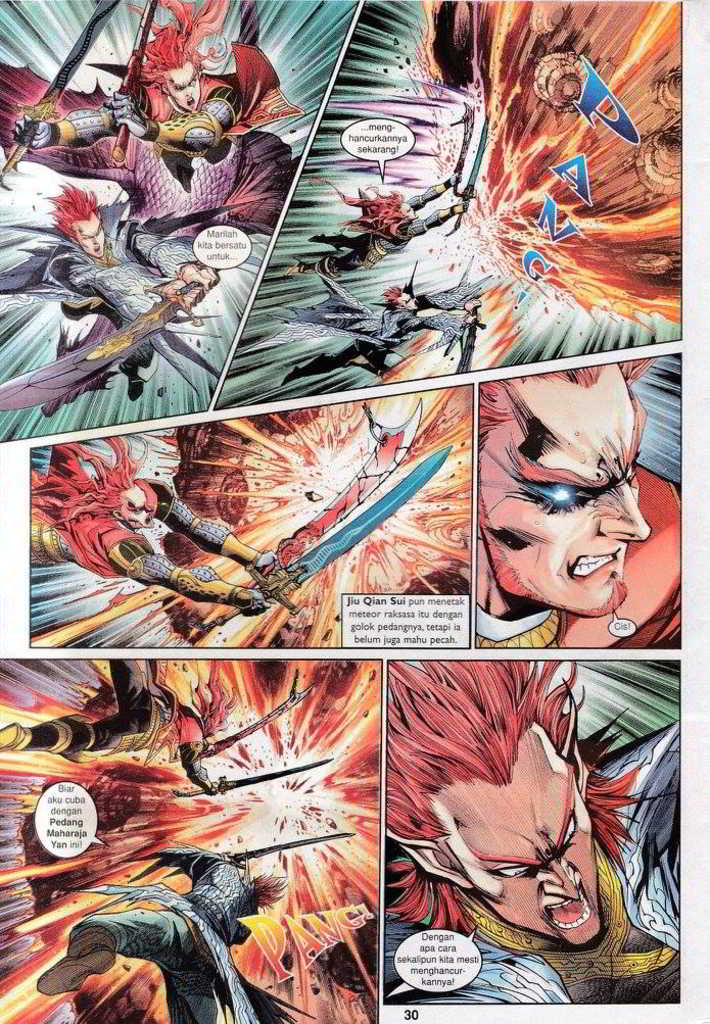 Marilah
kita bersatu
untuk...
...meng-
hancurkannya
sekarang!
PAZZZ!
Jiu Qian Sui pun menetak
meteor raksasa itu dengan
golok pedangnya, tetapi ia
belum juga mahu pecah.
Cis!
Biar
aku cuba
dengan
Pedang
Maharaja
Yan ini!
PANG!
Dengan
apa cara
sekalipun kita mesti
menghancur-
kannya!
30